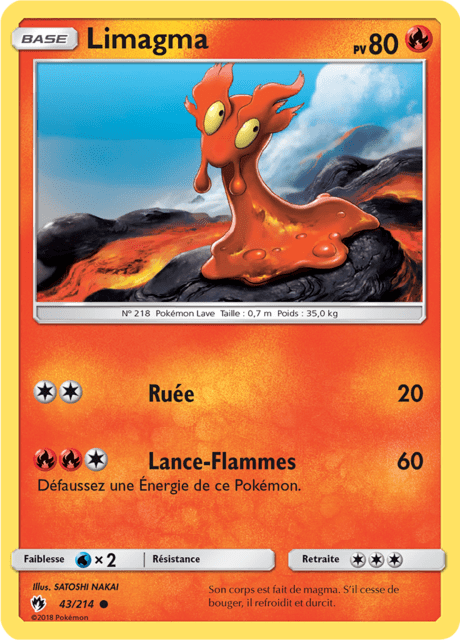 BASE Limagma PV 80
N° 218 Pokémon Lave Taille : 0,7 m Poids : 35,0 kg
Ruée 20
Lance-Flammes 60
Défaussez une Énergie de ce Pokémon.
Faiblesse × 2 Résistance Retraite
Illus. SATOSHI NAKAI
43/214
©2018 Pokémon
Son corps est fait de magma. S'il cesse de
bouger, il refroidit et durcit.